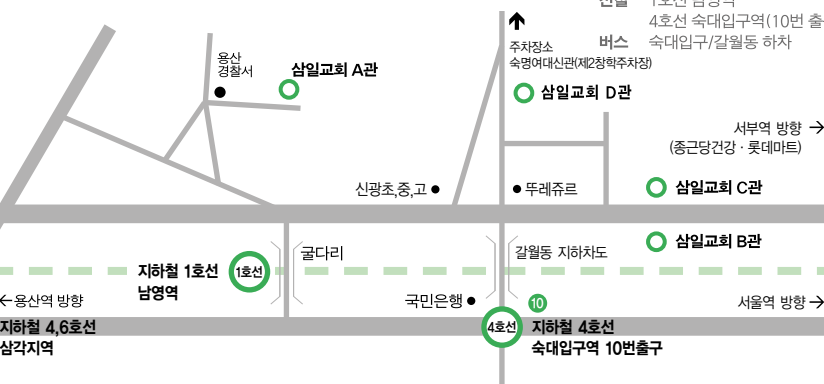 전철 1호선 남영역
4호선 숙대입구역(10번 출
버스 숙대입구/갈월동 하차
주차장소
숙명여대신관(제2창학주차장)
용산
경찰서
삼일교회 A관
삼일교회 D관
서부역 방향
(종근당건강 · 롯데마트)
신광초,중,고
뚜레쥬르
삼일교회 C관
굴다리
갈월동 지하차도
삼일교회 B관
지하철 1호선
남영역
1호선
용산역 방향
국민은행
10
서울역 방향
지하철 4,6호선
삼각지역
4호선
지하철 4호선
숙대입구역 10번출구